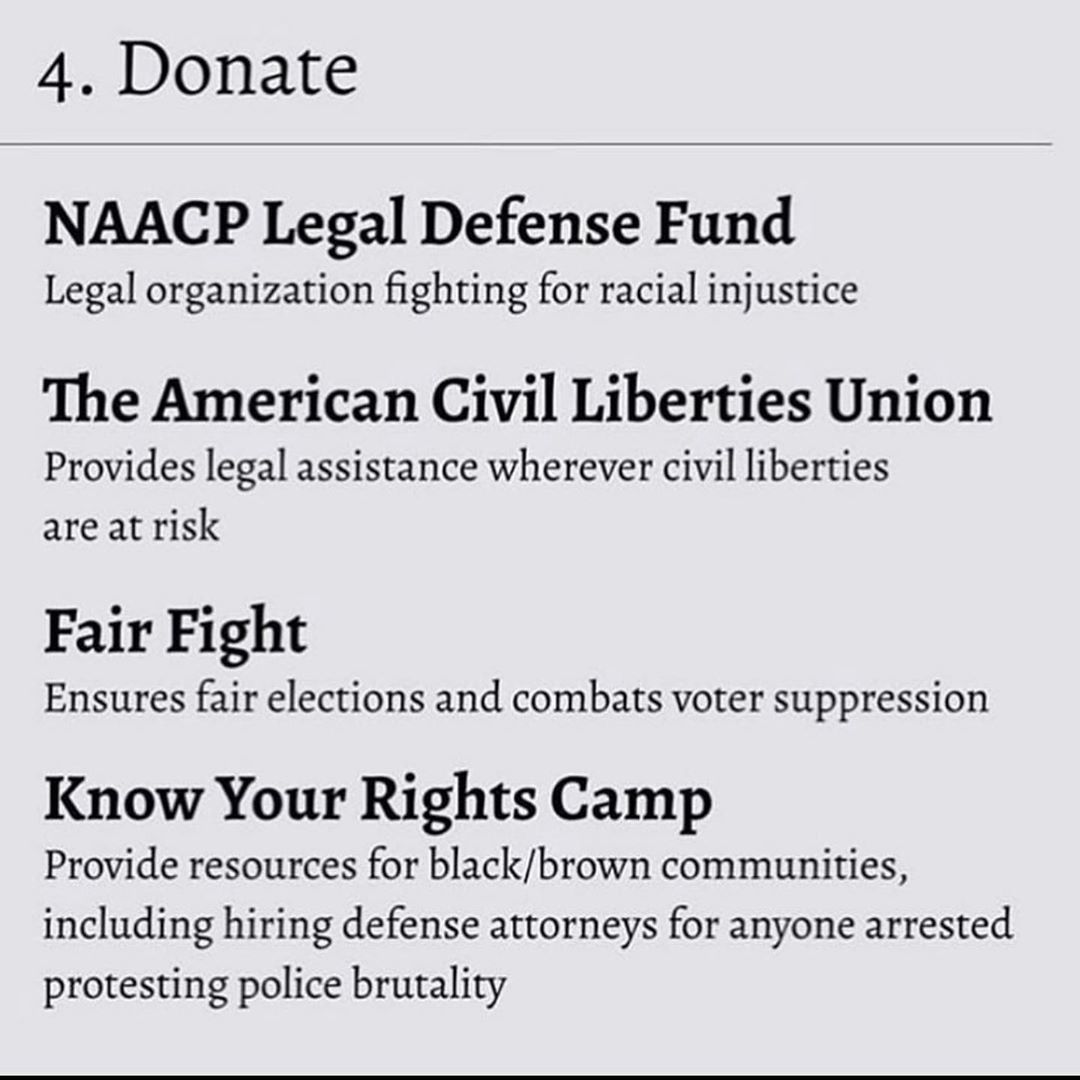 4. Donate
NAACP Legal Defense Fund
Legal organization fighting for racial injustice
The American Civil Liberties Union
Provides legal assistance wherever civil liberties
are at risk
Fair Fight
Ensures fair elections and combats voter suppression
Know Your Rights Camp
Provide resources for black/brown communities,
including hiring defense attorneys for anyone arrested
protesting police brutality